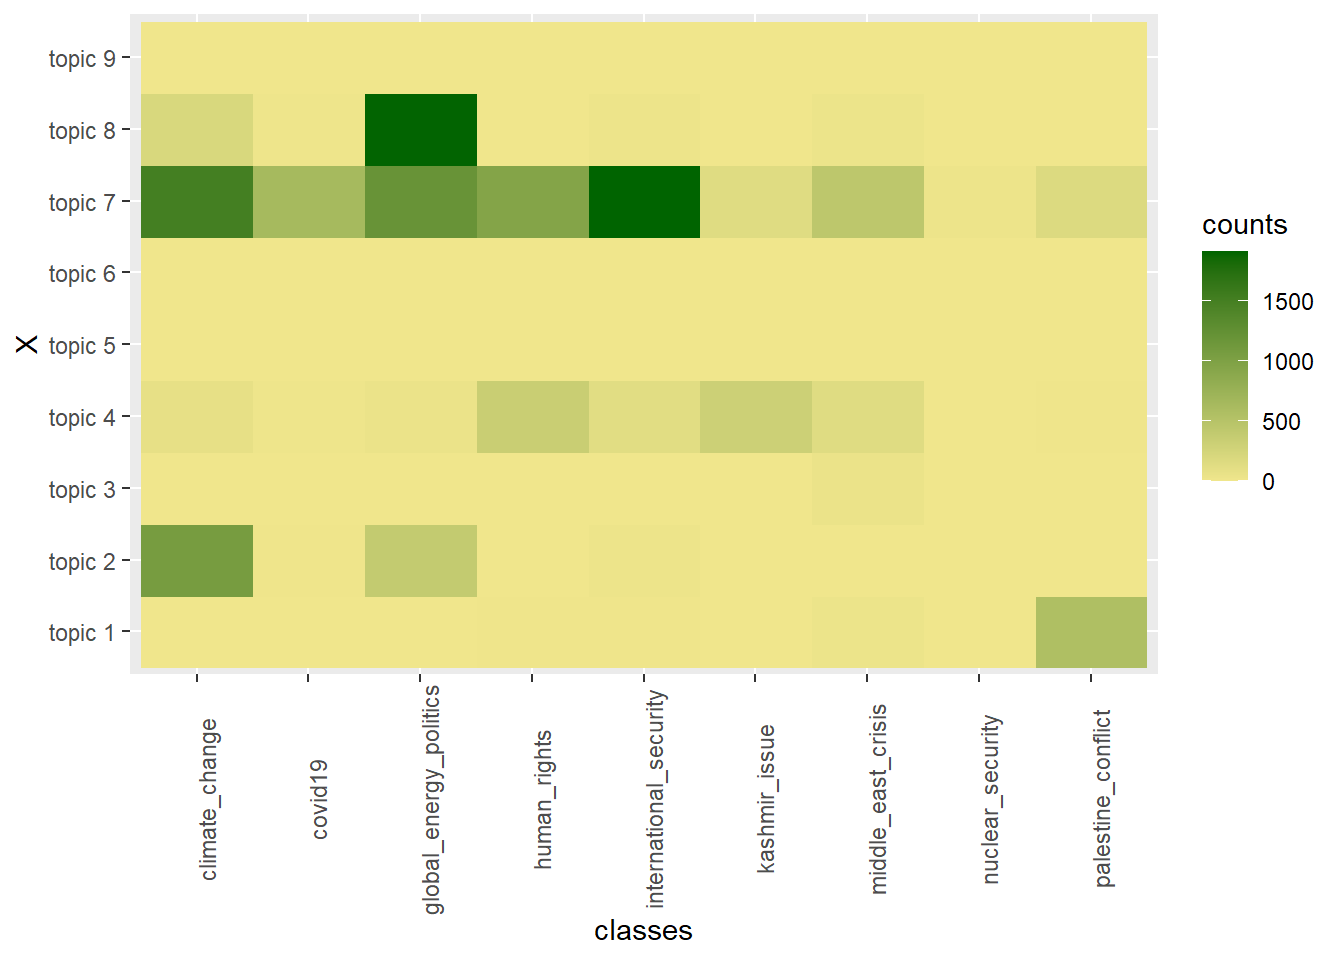 topic 9
topic 8
topic 7
topic 6
topic 5
topic 4
topic 3
topic 2
topic 1
X
climate_change
covid19
global_energy_politics
human_rights
international_security
kashmir_issue
middle_east_crisis
nuclear_security
palestine_conflict
classes
counts
1500
1000
500
0